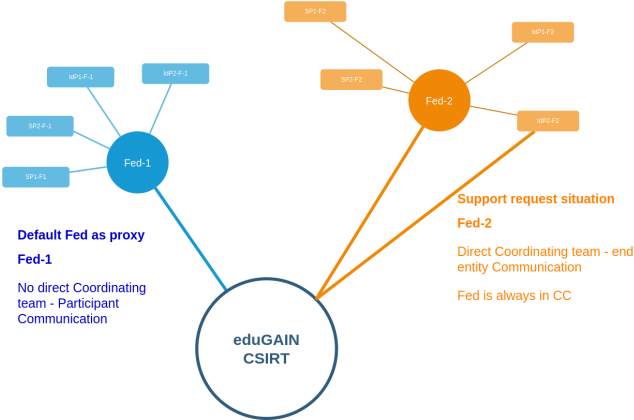 SP1-F2
IdP1-F2
IdP1-F-1
IdP2-F-1
SP2-F2
Fed-2
SP2-F-1
IdP2-F2
Fed-1
SP1-F1
Support request situation
Fed-2
Direct Coordinating team - end
entity Communication
Fed is always in CC
Default Fed as proxy
Fed-1
No direct Coordinating
team - Participant
Communication
eduGAIN
CSIRT